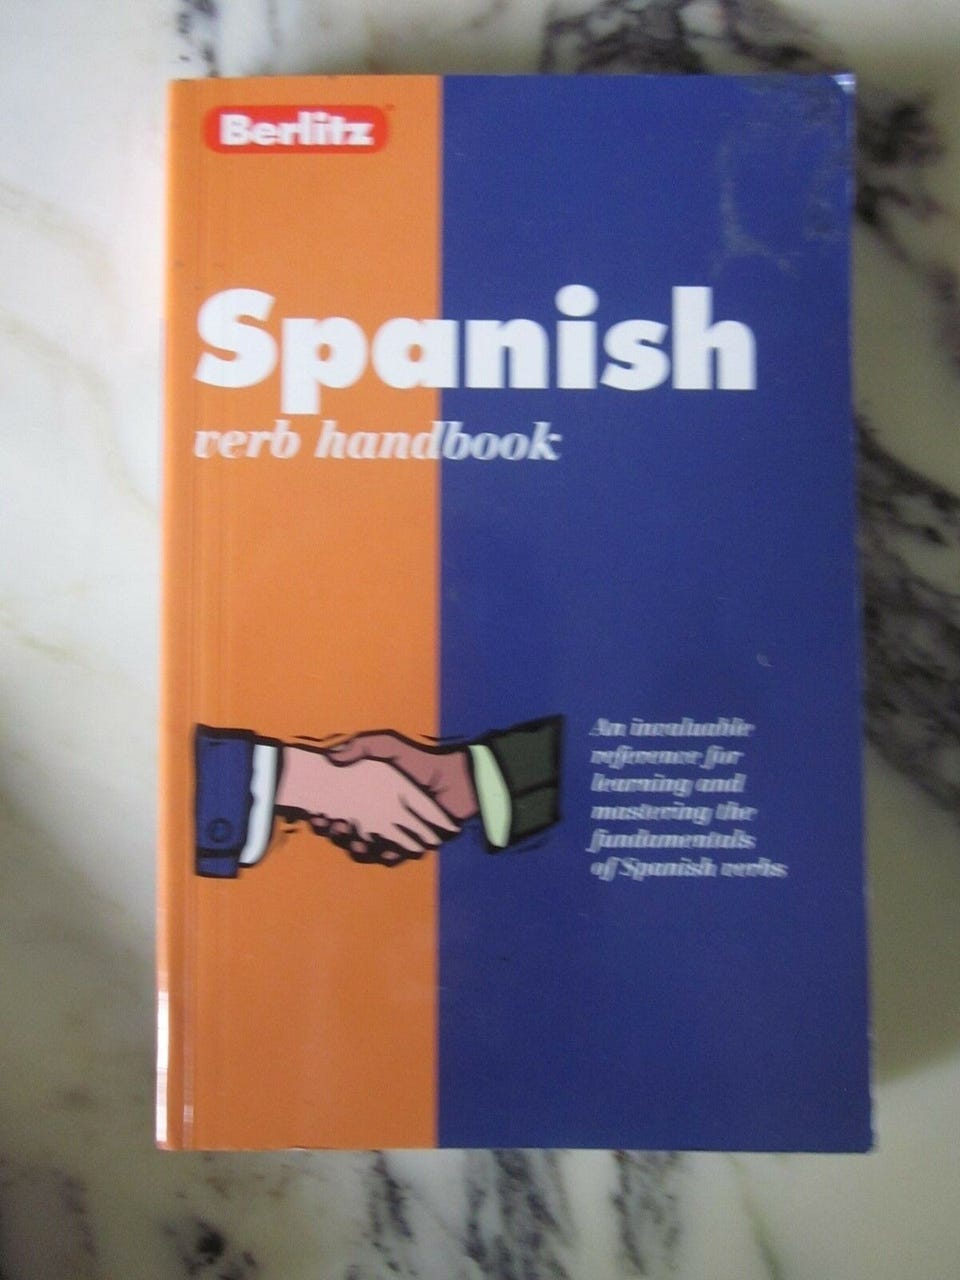 Berlitz
Spanish
verb handbook
An invaluable
reference for
learning and
mastering the
fundamentals
of Spanish verbs